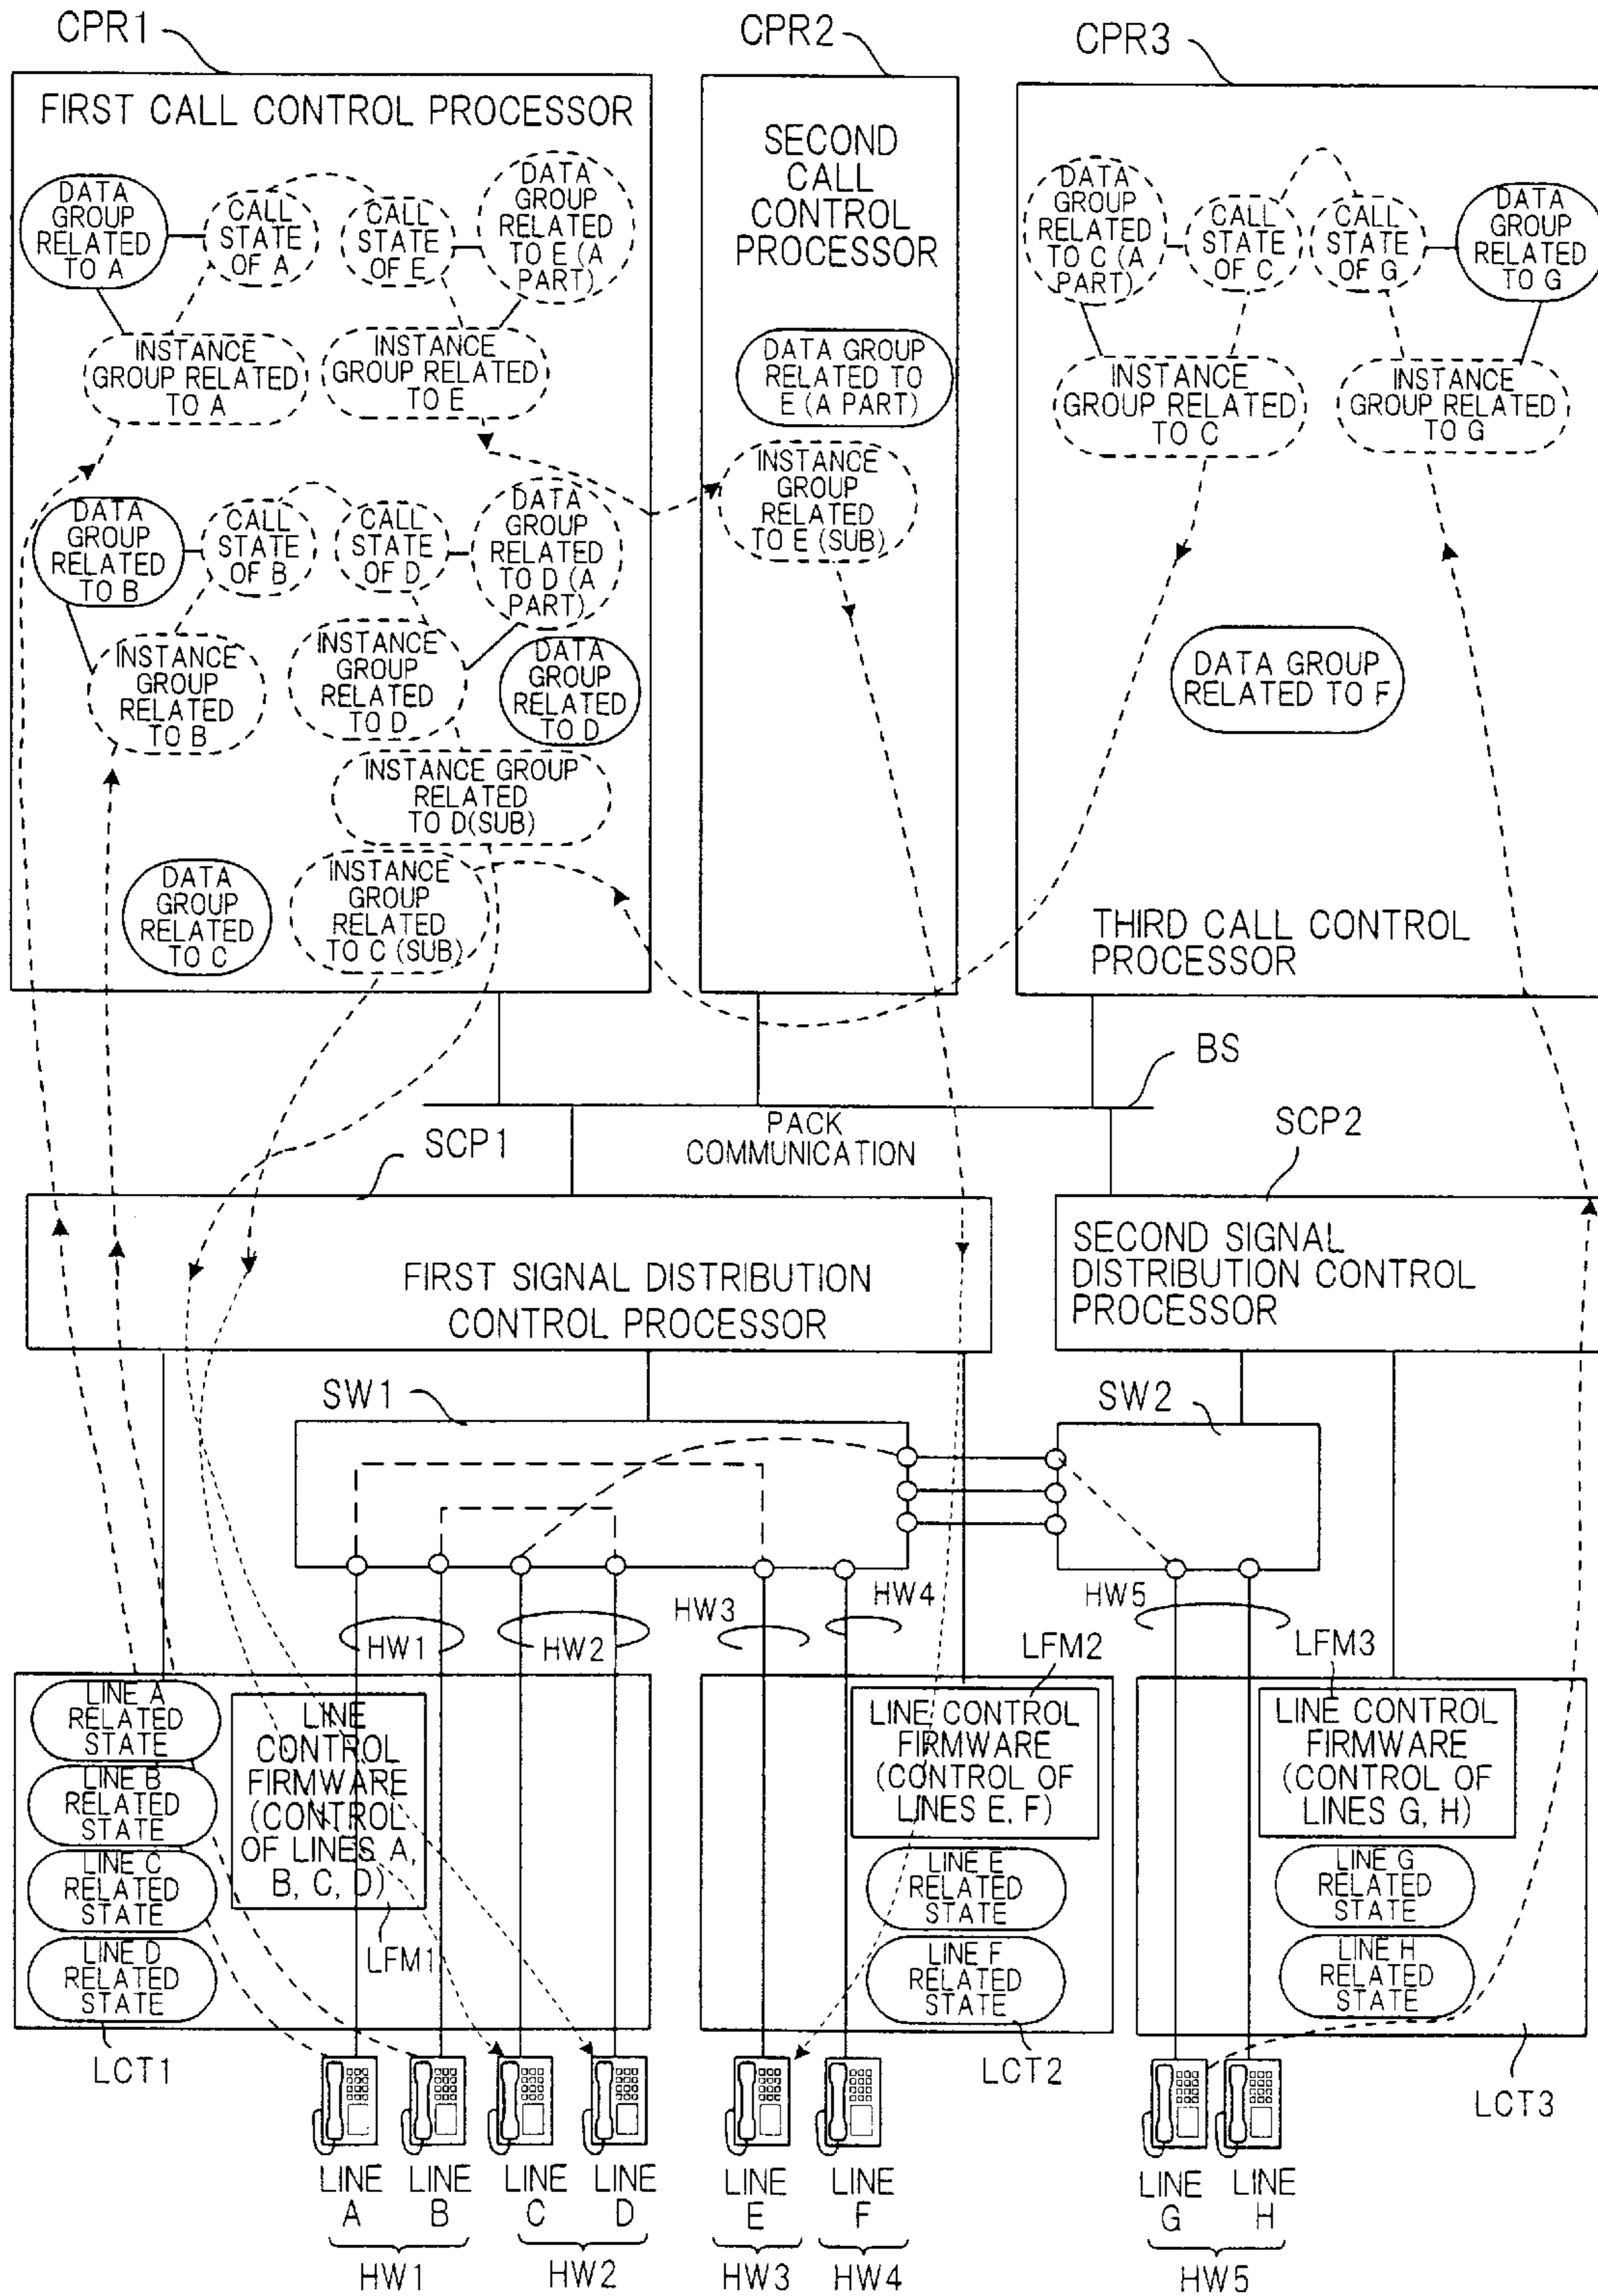 CPR1
CPR2
CPR3
FIRST CALL CONTROL PROCESSOR
DATA
GROUP
RELATED
TO A
CALL
STATE
OF A
CALL
STATE
OF E
DATA
GROUP
RELATED
TO E (A
PART)
INSTANCE
GROUP RELATED
TO A
INSTANCE
GROUP RELATED
TO E
DATA
GROUP
RELATED
TO B
CALL
STATE
OF B
CALL
STATE
OF D
DATA
GROUP
RELATED
TO D (A
PART)
INSTANCE
GROUP
RELATED
TO B
INSTANCE
GROUP
RELATED
TO D
DATA
GROUP
RELATED
TO D
INSTANCE GROUP
RELATED
TO D(SUB)
DATA
GROUP
RELATED
TO C
INSTANCE
GROUP
RELATED
TO C (SUB)
SECOND
CALL
CONTROL
PROCESSOR
DATA GROUP
RELATED TO
E (A PART)
INSTANCE
GROUP
RELATED
TO E (SUB)
DATA
GROUP
RELATED
TO C (A
PART)
CALL
STATE
OF C
CALL
STATE
OF G
DATA
GROUP
RELATED
TO G
INSTANCE
GROUP RELATED
TO C
INSTANCE
GROUP RELATED
TO G
DATA GROUP
RELATED TO F
THIRD CALL CONTROL
PROCESSOR
BS
PACK
COMMUNICATION
SCP1
SCP2
FIRST SIGNAL DISTRIBUTION
CONTROL PROCESSOR
SECOND SIGNAL
DISTRIBUTION CONTROL
PROCESSOR
SW1
SW2
HW1
HW2
HW3
HW4
HW5
LFM2
LFM3
LINE A
RELATED
STATE
LINE B
RELATED
STATE
LINE C
RELATED
STATE
LINE D
RELATED
STATE
LINE
CONTROL
FIRMWARE
(CONTROL
OF LINES A,
B, C, D)
LFM1
LINE CONTROL
FIRMWARE
(CONTROL OF
LINES E, F)
LINE E
RELATED
STATE
LINE F
RELATED
STATE
LINE CONTROL
FIRMWARE
(CONTROL OF
LINES G, H)
LINE G
RELATED
STATE
LINE H
RELATED
STATE
LCT1
LCT2
LCT3
LINE
A
LINE
B
LINE
C
LINE
D
LINE
E
LINE
F
LINE
G
LINE
H
HW1
HW2
HW3
HW4
HW5